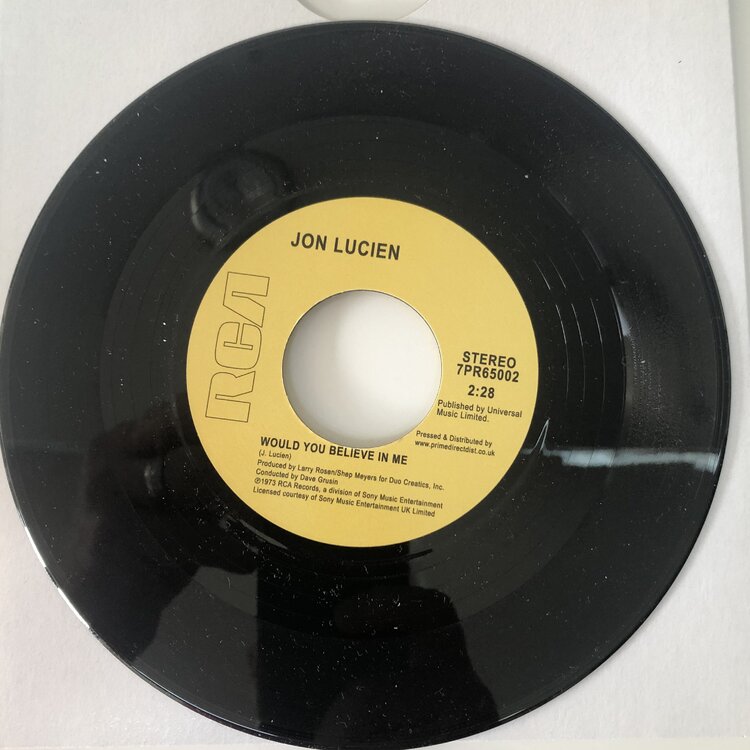 JON LUCIEN
RCA
STEREO
7PR65002
2:28
Published by Universal
Music Limited.
Pressed & Distributed by
www.primedirectdist.co.uk
WOULD YOU BELIEVE IN ME
(J. Lucien)
Produced by Larry Rosen/Shep Meyers for Duo Creatics, Inc.
Conducted by Dave Grusin
℗1973 RCA Records, a division of Sony Music Entertainment
Licensed courtesy of Sony Music Entertainment UK Limited